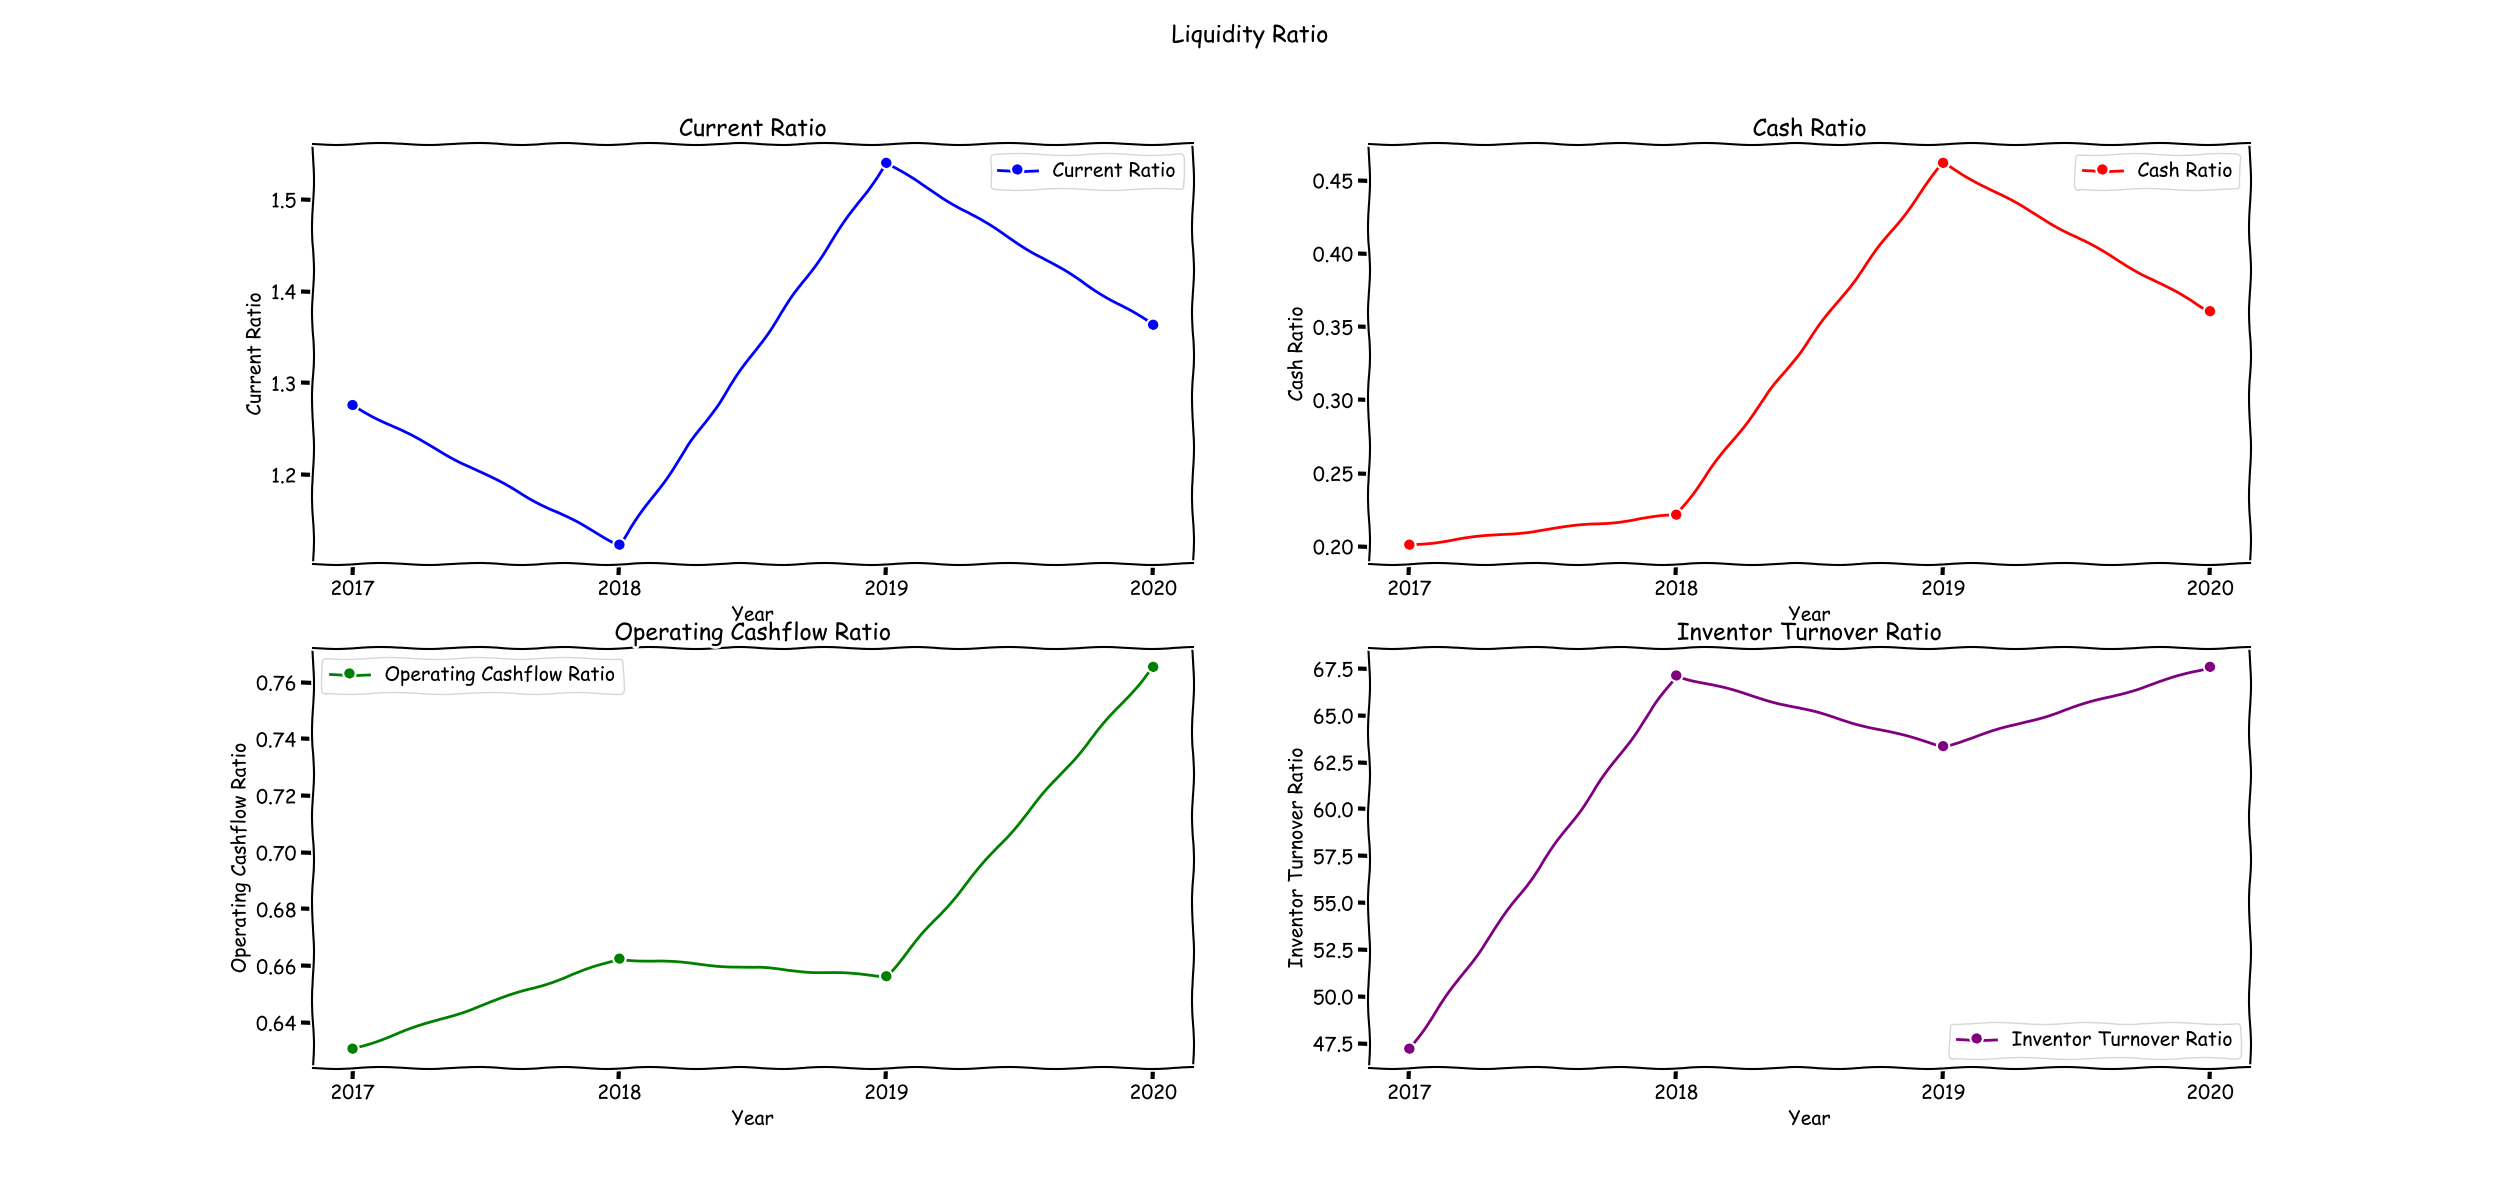 Liquidity Ratio
Current Ratio
Current Ratio
1.5
1.4
1.3
1.2
Current Ratio
2017 2018 2019 2020
Year
Cash Ratio
Cash Ratio
0.45
0.40
0.35
0.30
0.25
0.20
Cash Ratio
2017 2018 2019 2020
Year
Operating Cashflow Ratio
Operating Cashflow Ratio
0.76
0.74
0.72
0.70
0.68
0.66
0.64
Operating Cashflow Ratio
2017 2018 2019 2020
Year
Inventor Turnover Ratio
67.5
65.0
62.5
60.0
57.5
55.0
52.5
50.0
47.5
Inventor Turnover Ratio
Inventor Turnover Ratio
2017 2018 2019 2020
Year